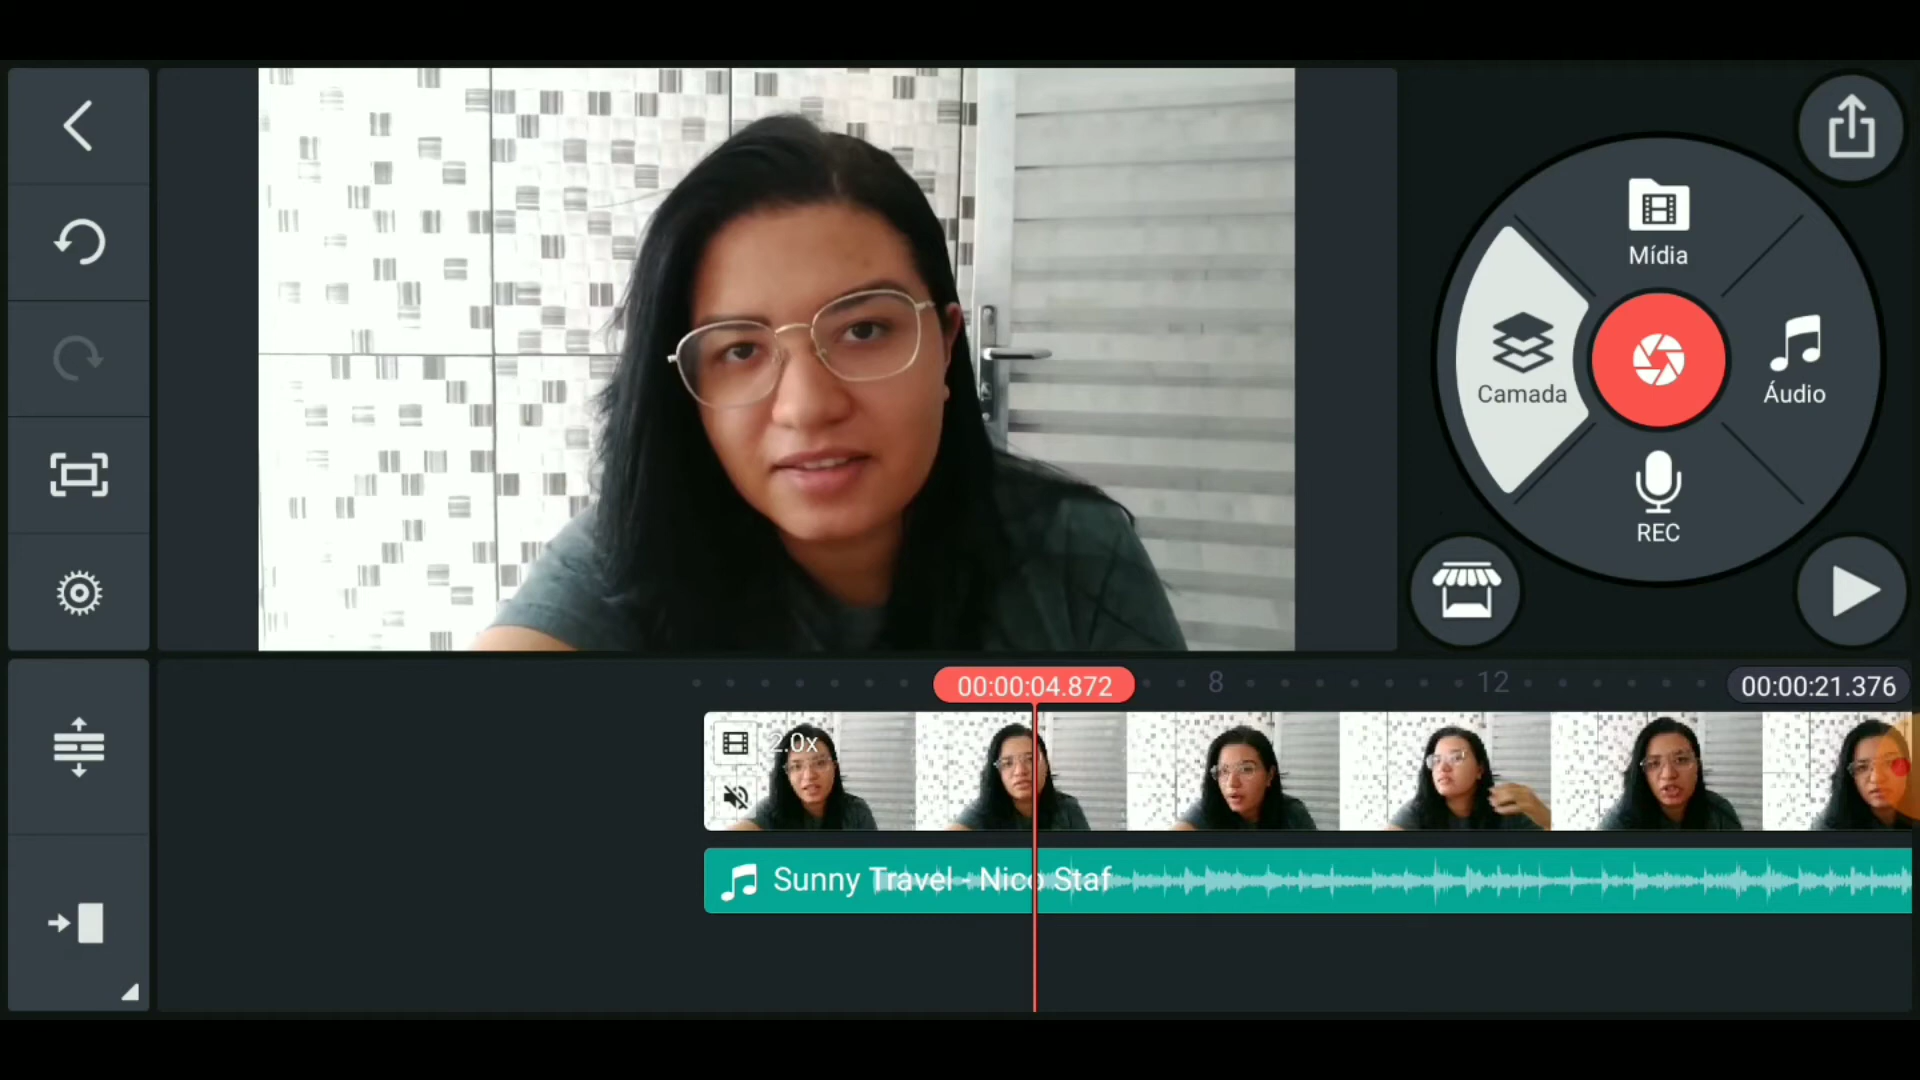 Mídia
Camada
Áudio
REC
00:00:04.872
8
12
00:00:21.376
2.0x
Sunny Travel - Nico Staf